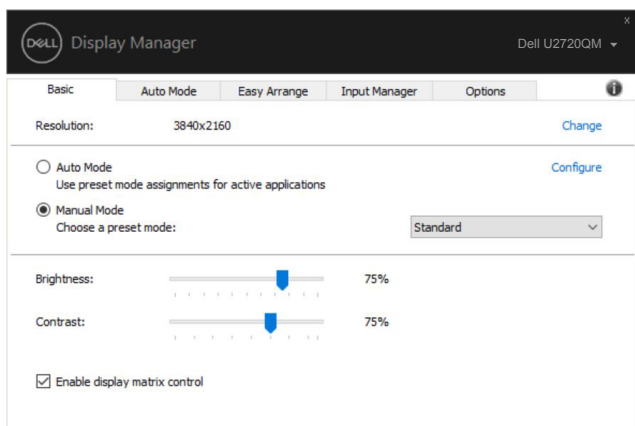 x
DELL Display Manager
Dell U2720QM
Basic Auto Mode Easy Arrange Input Manager Options i
Resolution: 3840x2160 Change
Auto Mode Configure
Use preset mode assignments for active applications
Manual Mode
Choose a preset mode: Standard
Brightness: 75%
Contrast: 75%
Enable display matrix control